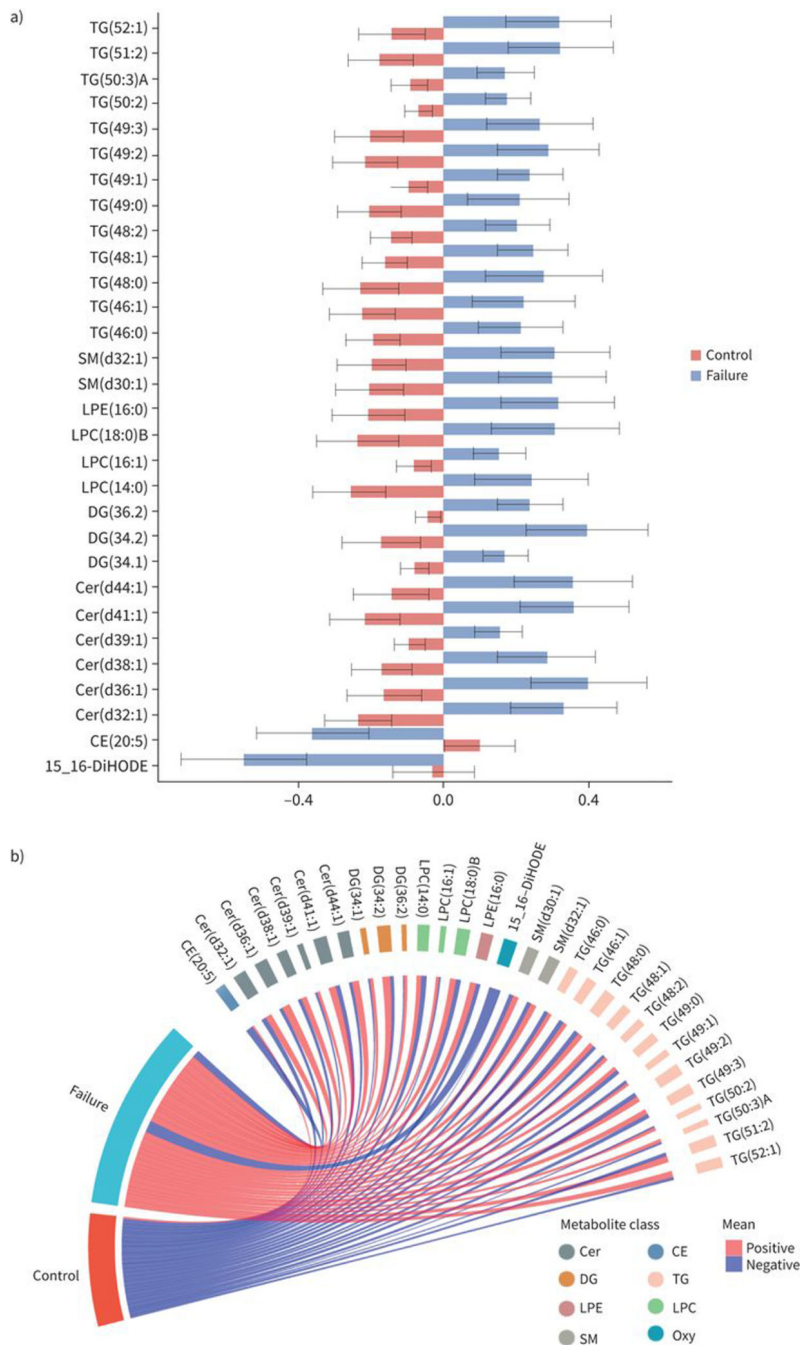 a)
TG(52:1)
TG(51:2)
TG(50:3)A
TG(50:2)
TG(49:3)
TG(49:2)
TG(49:1)
TG(49:0)
TG(48:2)
TG(48:1)
TG(48:0)
TG(46:1)
TG(46:0)
SM(d32:1)
SM(d30:1)
LPE(16:0)
LPC(18:0)B
LPC(16:1)
LPC(14:0)
DG(36.2)
DG(34.2)
DG(34.1)
Cer(d44:1)
Cer(d41:1)
Cer(d39:1)
Cer(d38:1)
Cer(d36:1)
Cer(d32:1)
CE(20:5)
15_16-DiHODE
−0.4 0.0 0.4
Control
Failure
b)
CE(20:5)
Cer(d32:1)
Cer(d36:1)
Cer(d38:1)
Cer(d39:1)
Cer(d41:1)
Cer(d44:1)
DG(34:1)
DG(34:2)
DG(36:2)
LPC(14:0)
LPC(16:1)
LPC(18:0)B
LPE(16:0)
15_16–DiHODE
SM(d30:1)
SM(d32:1)
TG(46:0)
TG(46:1)
TG(48:0)
TG(48:1)
TG(48:2)
TG(49:0)
TG(49:1)
TG(49:2)
TG(49:3)
TG(50:2)
TG(50:3)A
TG(51:2)
TG(52:1)
Failure
Control
Metabolite class
Cer CE
DG TG
LPE LPC
SM Oxy
Mean
Positive
Negative